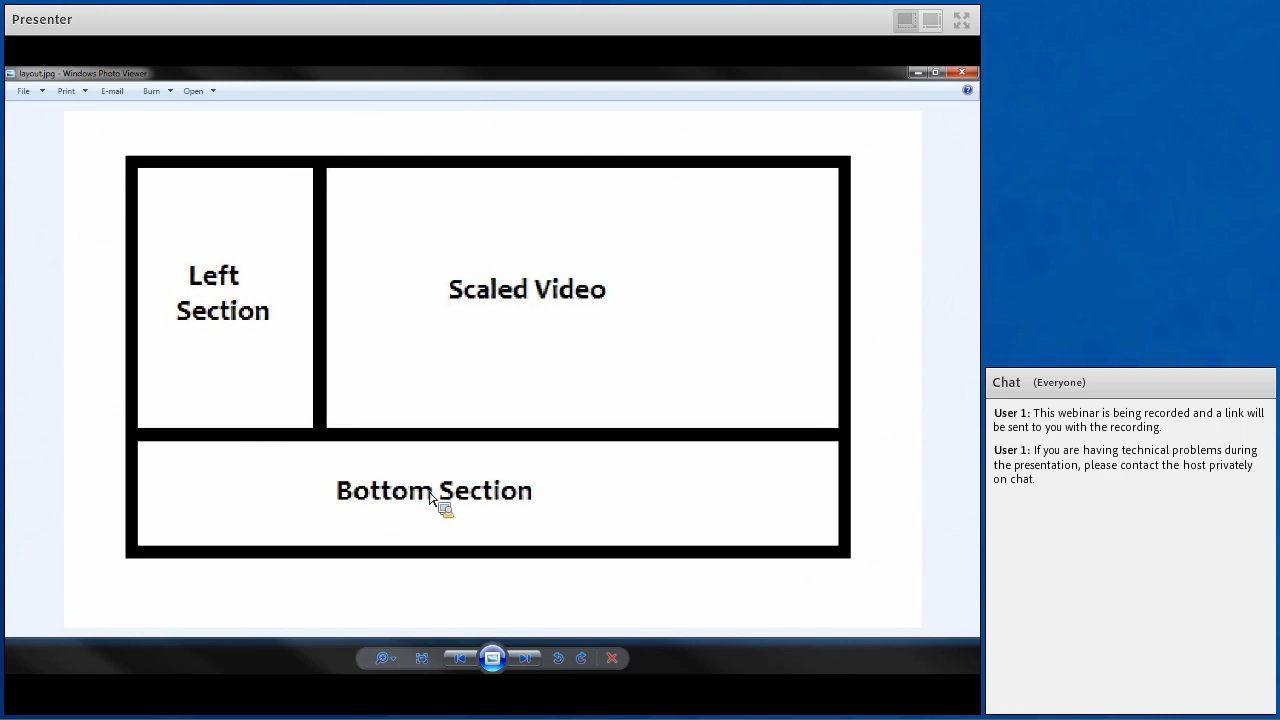 Presenter
layout.jpg - Windows Photo Viewer
File Print E-mail Burn Open
Left
Section
Scaled Video
Bottom Section
Chat (Everyone)
User 1: This webinar is being recorded and a link will
be sent to you with the recording.
User 1: If you are having technical problems during
the presentation, please contact the host privately
on chat.